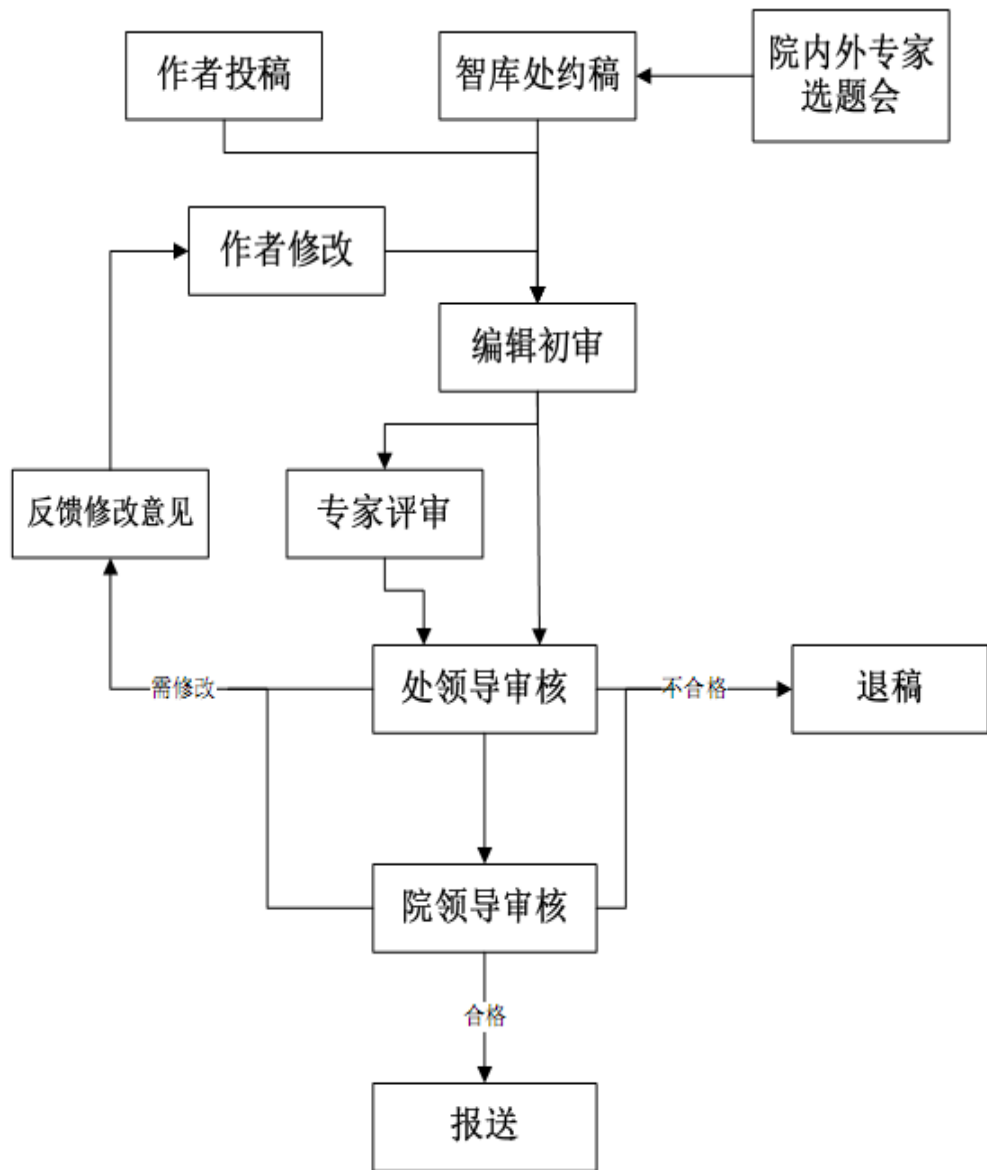 作者投稿
智库处约稿
院内外专家
选题会
作者修改
编辑初审
反馈修改意见
专家评审
需修改
处领导审核
不合格
退稿
院领导审核
合格
报送